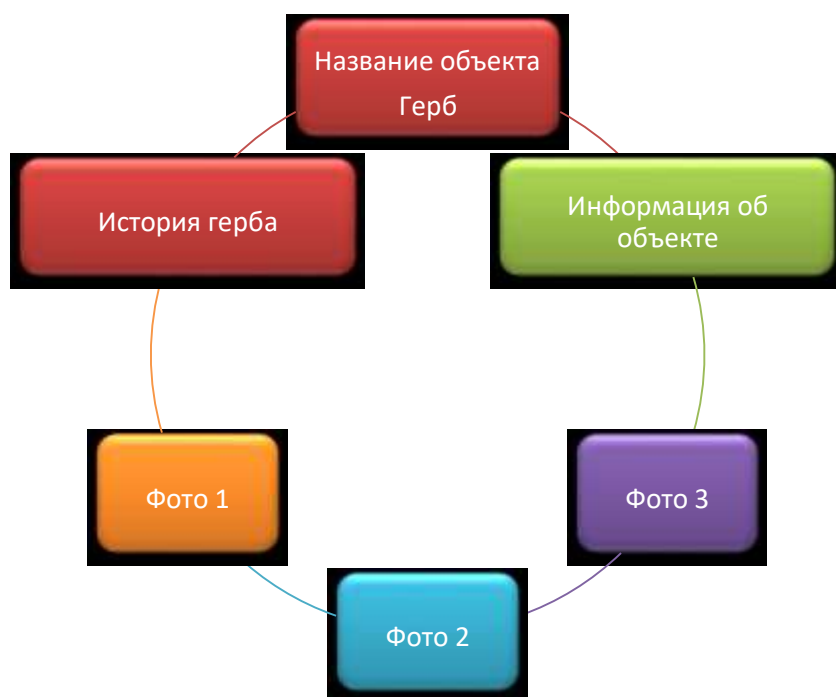 Название объекта
Герб
История герба
Информация об
объекте
Фото 1
Фото 3
Фото 2